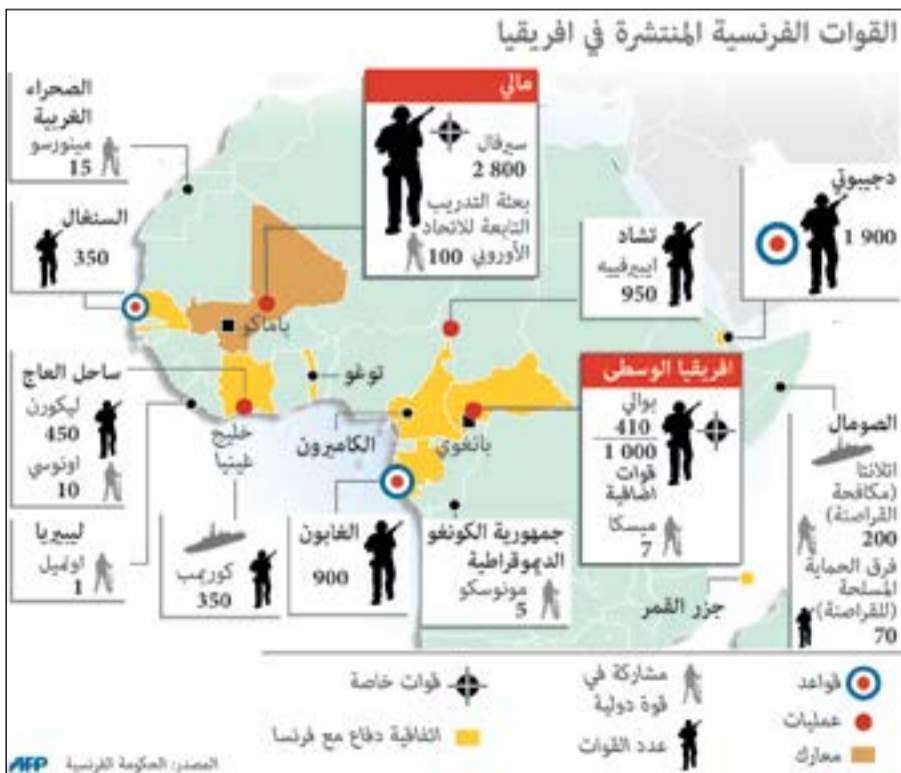 القوات الفرنسية المنتشرة في افريقيا
مالي
سيرفال
2 800
بعثة التدريب
التابعة للاتحاد
الأوروبي 100
الصحراء
الغربية
مينورسو
15
السنغال
350
دجيبوتي
1 900
تشاد
ايبيرفييه
950
باماكو
توغو
ساحل العاج
ليكورن
450
اونوسي
10
خليج
غينيا
الكاميرون
افريقيا الوسطى
بوالي
410
1 000
قوات
اضافية
ميسكا
7
بانغوي
الصومال
اتلانتا
(مكافحة
القراصنة)
200
فرق الحماية
المسلحة
(للقراصنة)
70
ليبيريا
اونميل
1
كوريمب
350
الغابون
900
جمهورية الكونغو
الديموقراطية
مونوسكو
5
جزر القمر
قواعد
عمليات
معارك
مشاركة في
قوة دولية
عدد القوات
قوات خاصة
اتفاقية دفاع مع فرنسا
المصدر: الحكومة الفرنسية
AFP